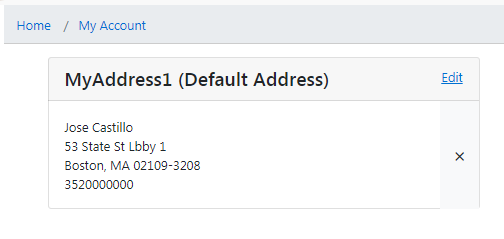 Home / My Account
MyAddress1 (Default Address) Edit
Jose Castillo
53 State St Lbby 1
Boston, MA 02109-3208
3520000000
×